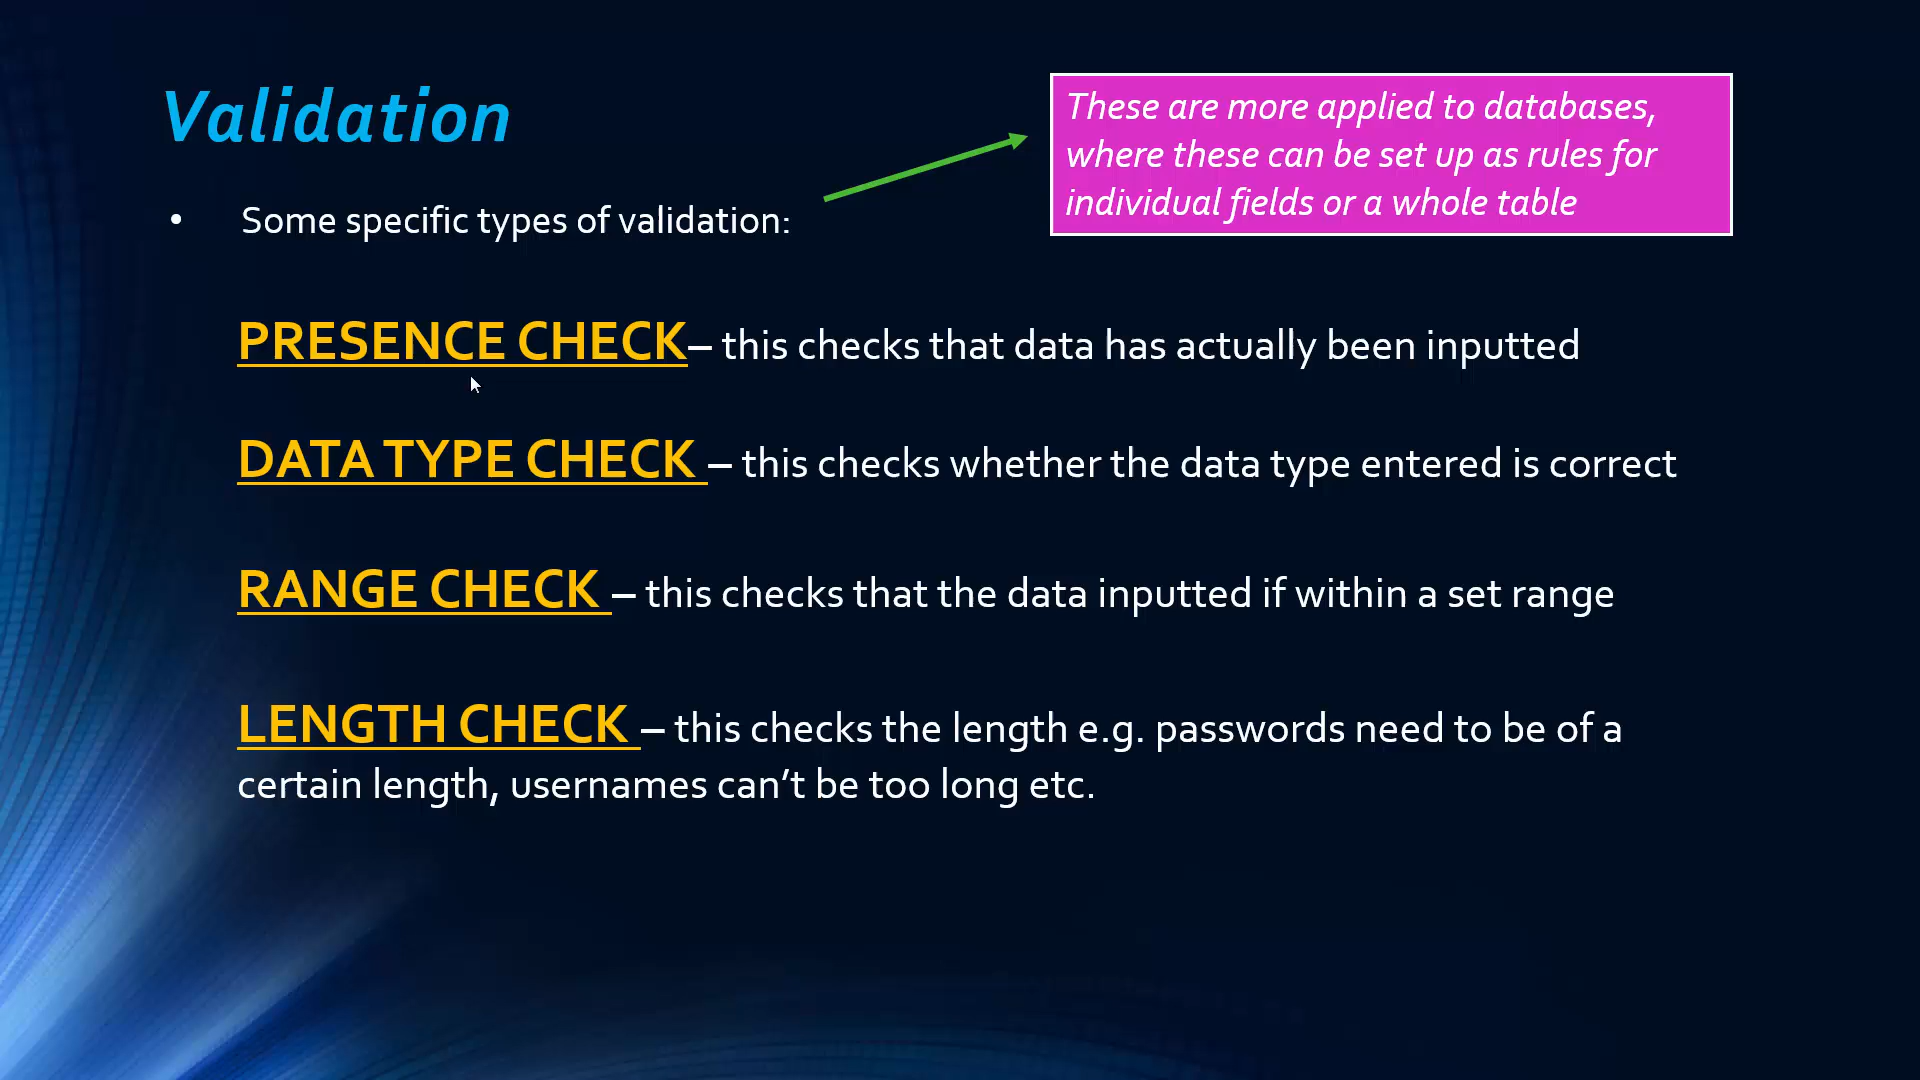 Validation
These are more applied to databases,
where these can be set up as rules for
individual fields or a whole table
• Some specific types of validation:
PRESENCE CHECK– this checks that data has actually been inputted
DATA TYPE CHECK – this checks whether the data type entered is correct
RANGE CHECK – this checks that the data inputted if within a set range
LENGTH CHECK – this checks the length e.g. passwords need to be of a
certain length, usernames can’t be too long etc.